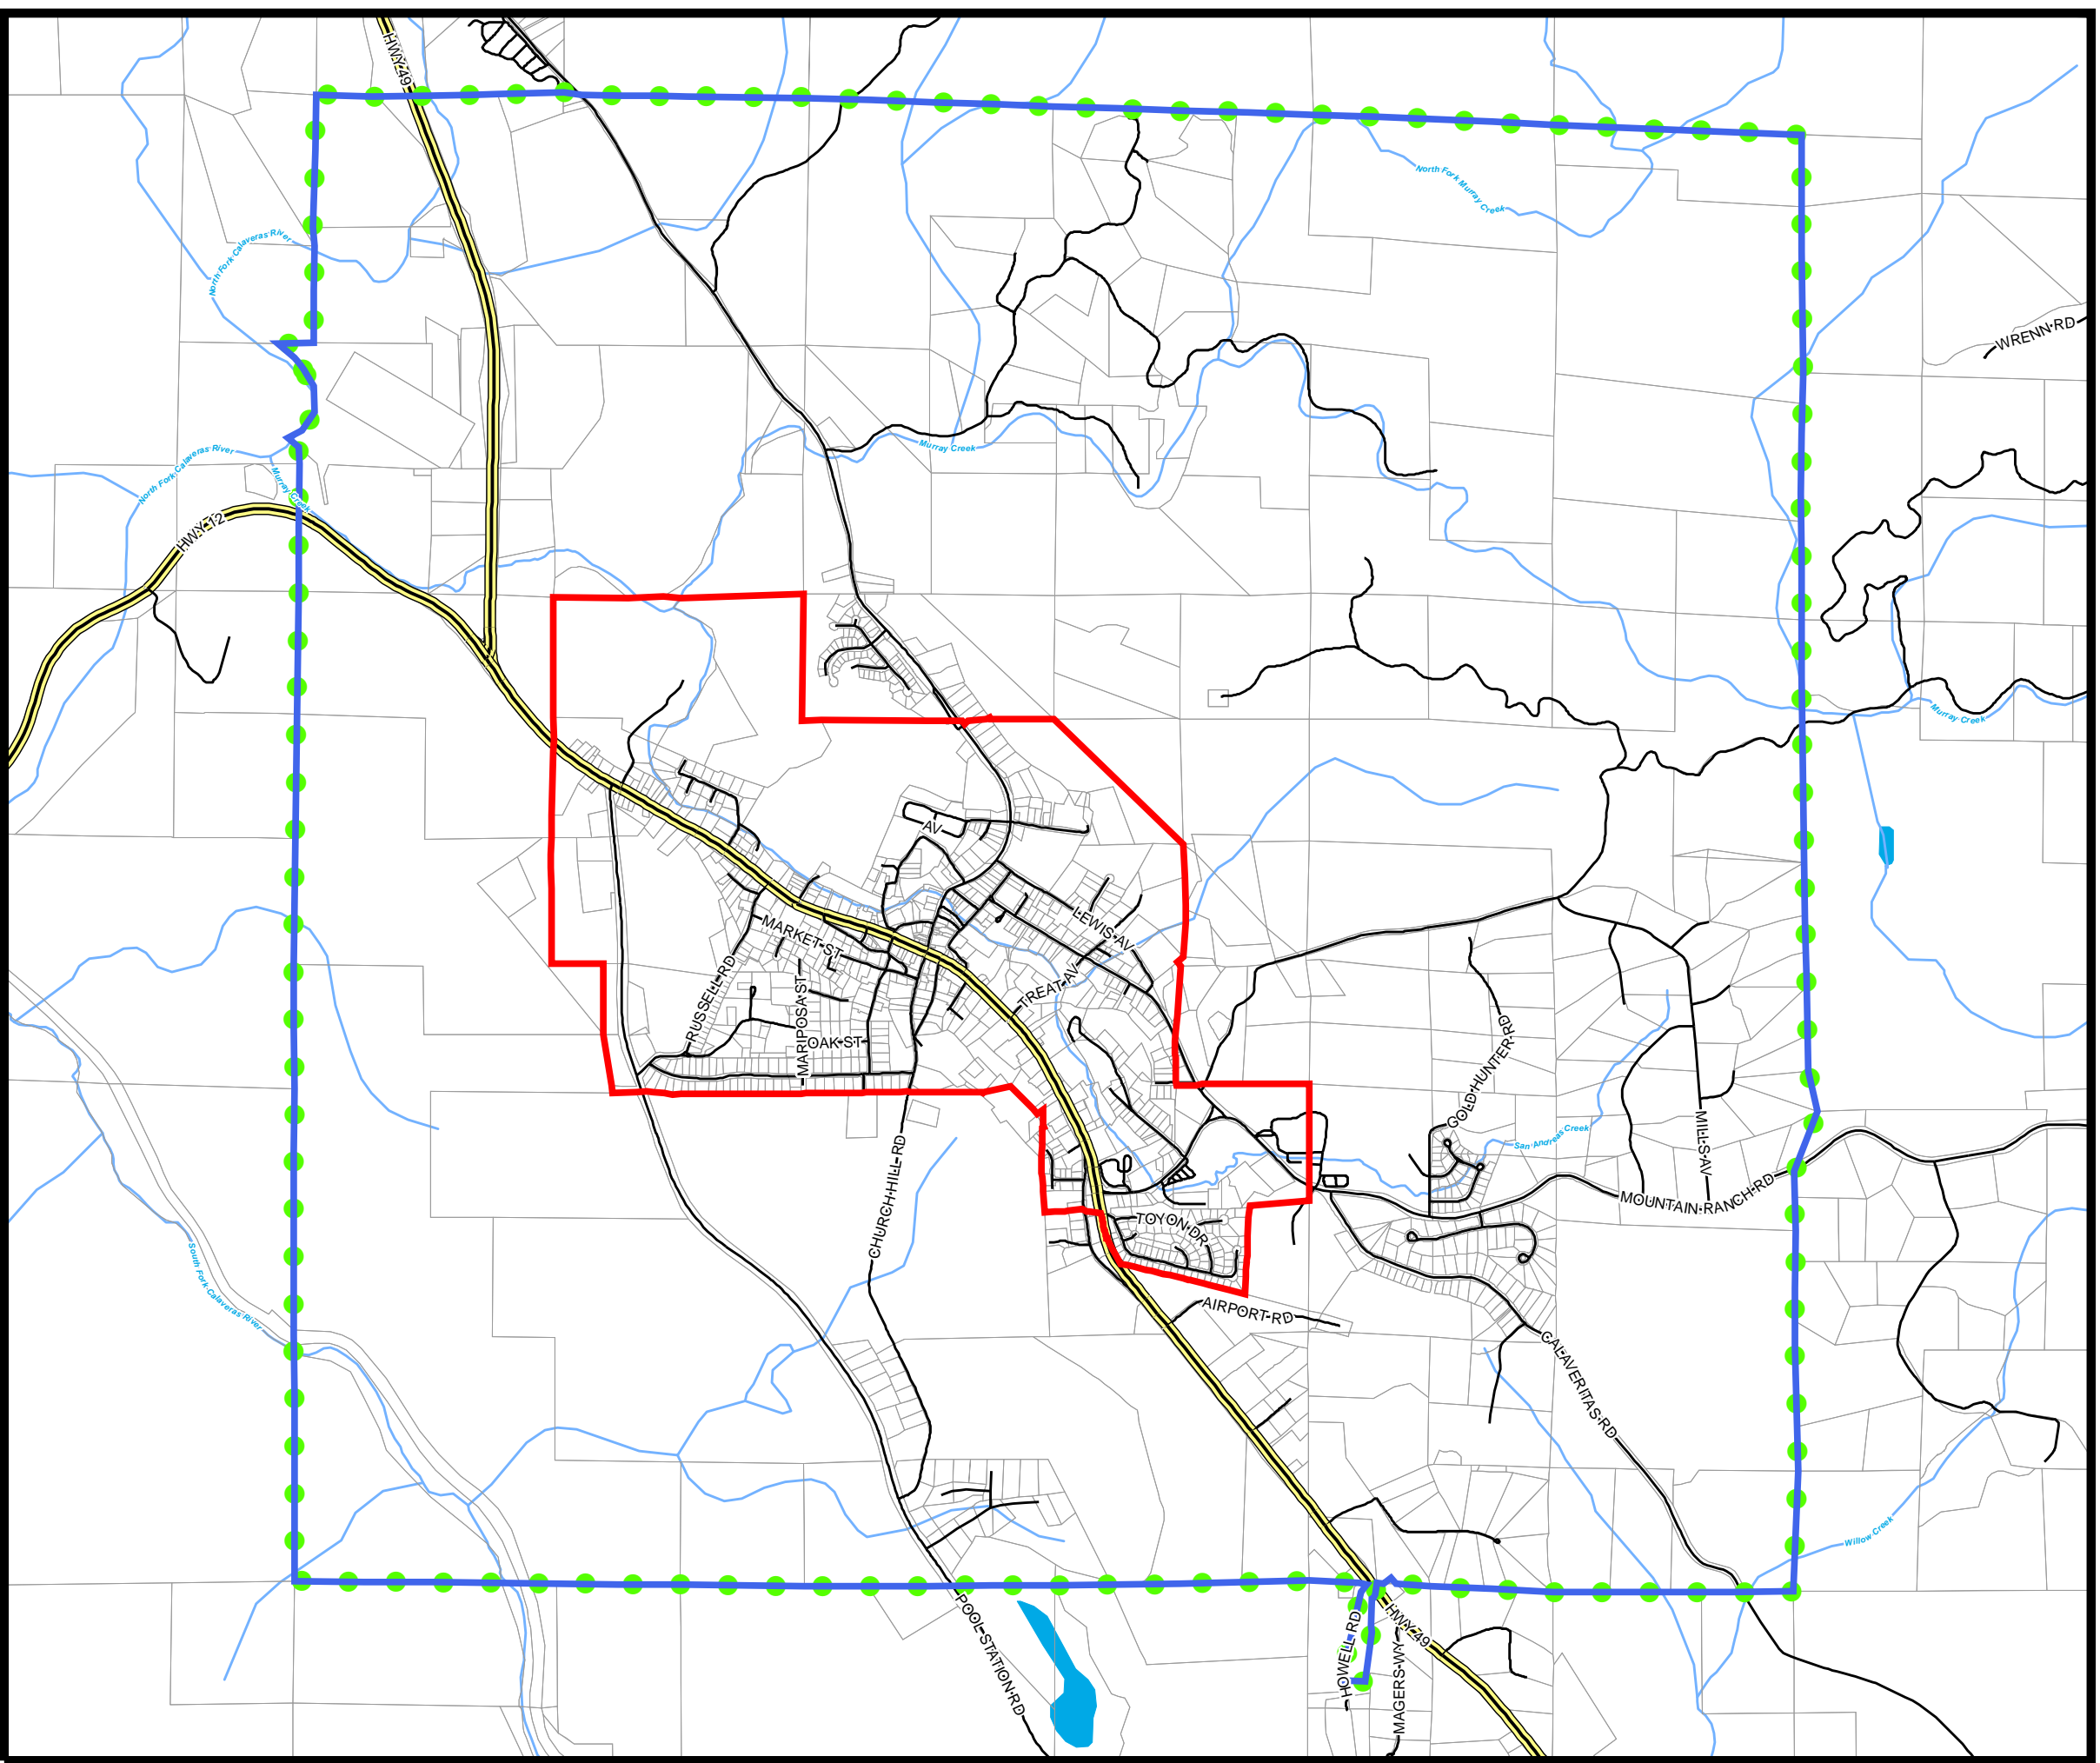 HWY 49
North Fork Murray Creek
North Fork Calaveras River
WRENN RD
Murray Creek
North Fork Calaveras River
Murray Creek
HWY 12
Murray Creek
AV
LEWIS AV
MARKET ST
TREAT AV
RUSSELL RD
MARIPOSA ST
OAK ST
GOLD HUNTER RD
San Andreas Creek
MILLS AV
CHURCH HILL RD
MOUNTAIN RANCH RD
TOYON DR
South Fork Calaveras River
AIRPORT RD
CALAVERITAS RD
Willow Creek
POOL STATION RD
HOWELL RD
HWY 49
MAGERS WY